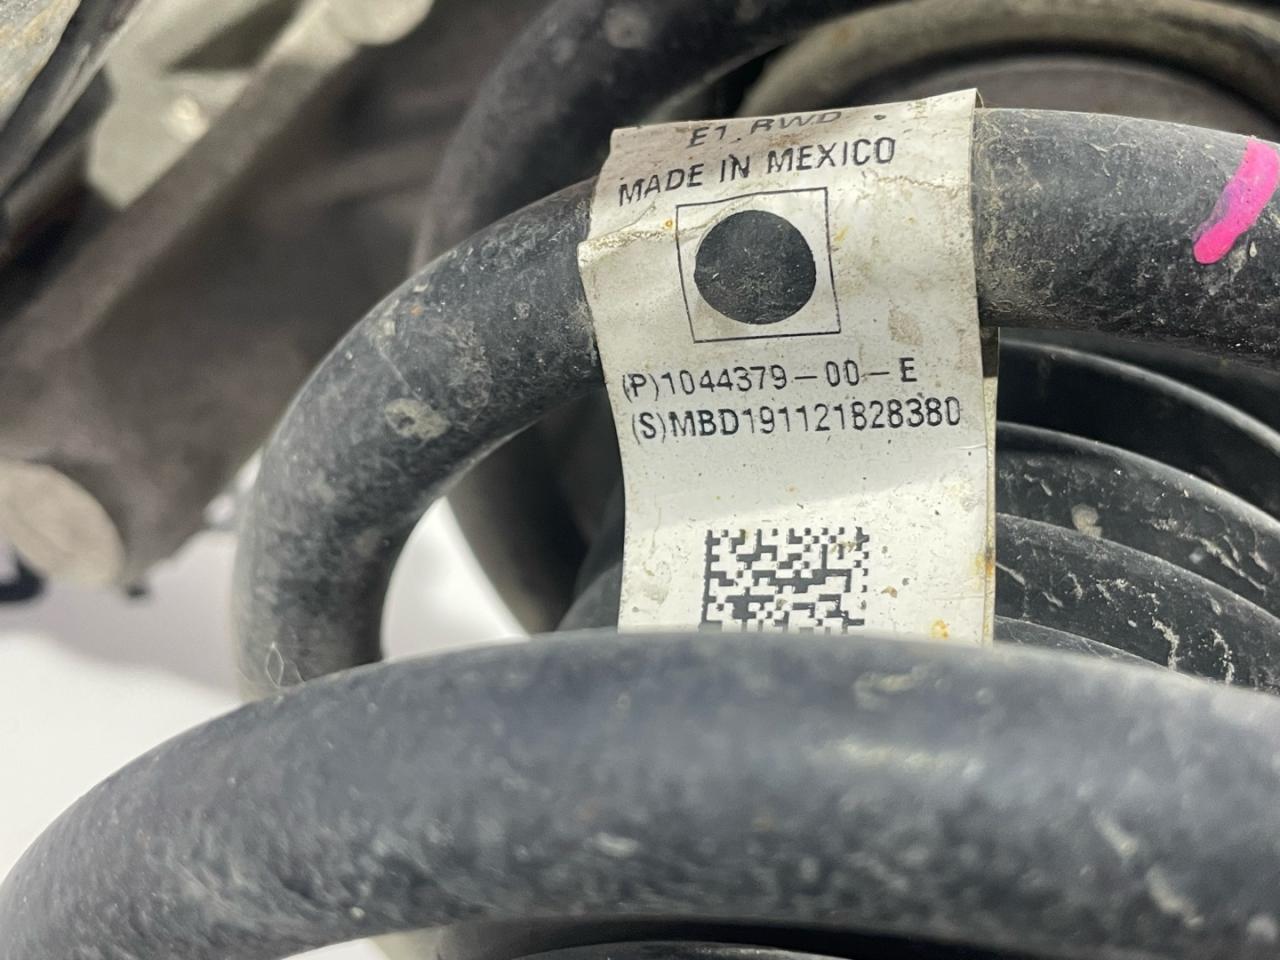 E1, RWD
MADE IN MEXICO
(P)1044379-00-E
(S)MBD191121828380